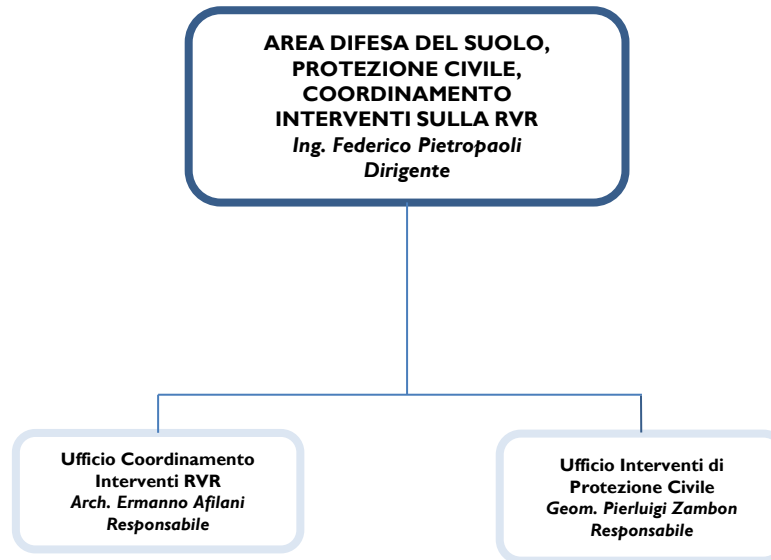 AREA DIFESA DEL SUOLO,
PROTEZIONE CIVILE,
COORDINAMENTO
INTERVENTI SULLA RVR
Ing. Federico Pietropaoli
Dirigente
Ufficio Coordinamento
Interventi RVR
Arch. Ermanno Afilani
Responsabile
Ufficio Interventi di
Protezione Civile
Geom. Pierluigi Zambon
Responsabile